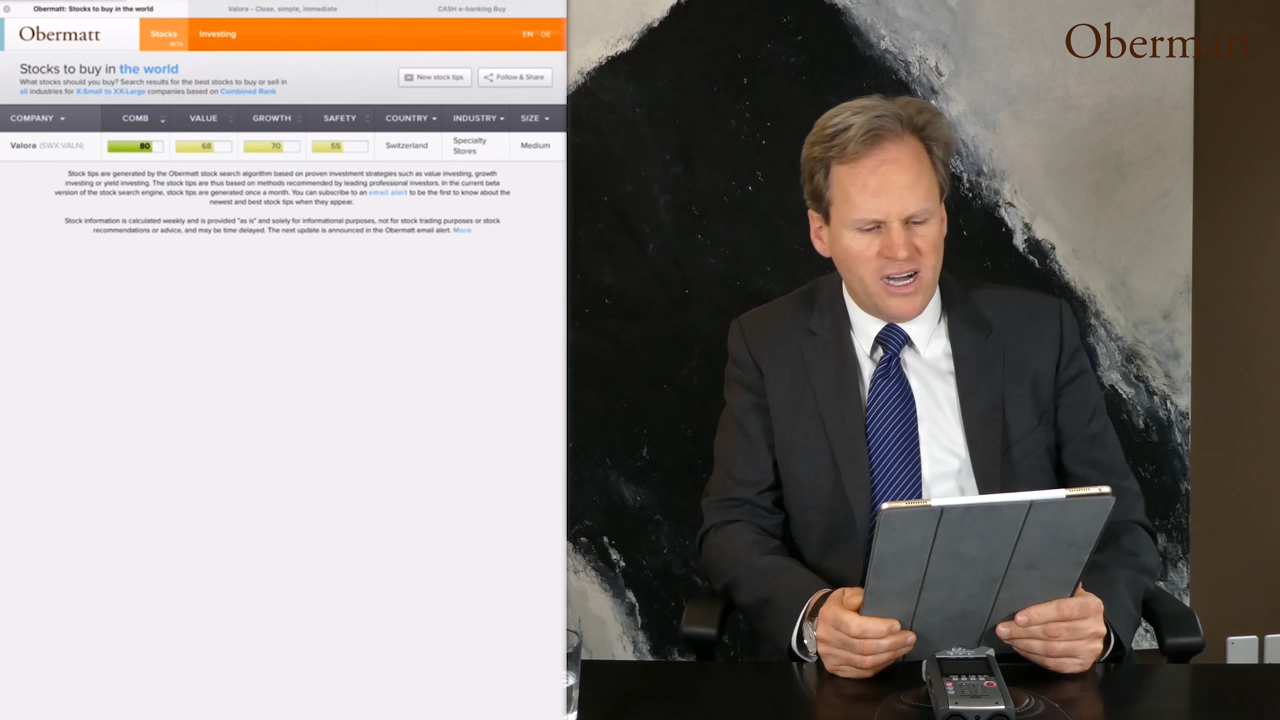 Obermatt: Stocks to buy in the world
Valora - Close, simple, immediate
CASH e-banking Buy
Obermatt
Stocks
BETA
Investing
EN DE
Stocks to buy in the world
What stocks should you buy? Search results for the best stocks to buy or sell in
all industries for X-Small to XX-Large companies based on Combined Rank
New stock tips
Follow & Share
COMPANY COMB VALUE GROWTH SAFETY COUNTRY INDUSTRY SIZE
Valora (SWX:VALN) 80 68 70 55 Switzerland Specialty Stores Medium
Stock tips are generated by the Obermatt stock search algorithm based on proven investment strategies such as value investing, growth
investing or yield investing. The stock tips are thus based on methods recommended by leading professional investors. In the current beta
version of the stock search engine, stock tips are generated once a month. You can subscribe to an email alert to be the first to know about the
newest and best stock tips when they appear.
Stock information is calculated weekly and is provided "as is" and solely for informational purposes, not for stock trading purposes or stock
recommendations or advice, and may be time delayed. The next update is announced in the Obermatt email alert. More
Obermatt